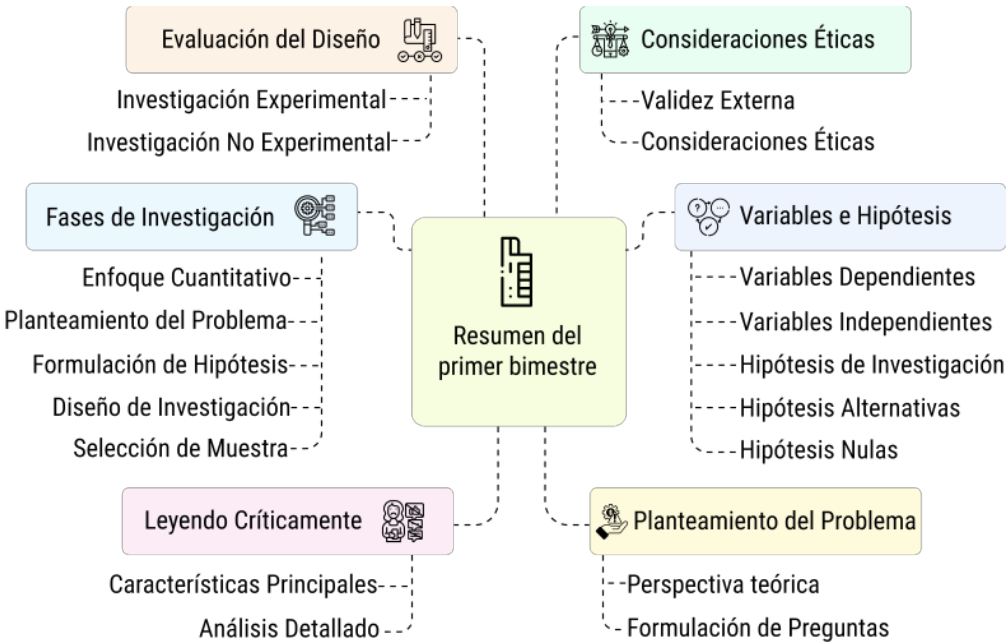 Evaluación del Diseño
Investigación Experimental
Investigación No Experimental
Consideraciones Éticas
Validez Externa
Consideraciones Éticas
Fases de Investigación
Enfoque Cuantitativo
Planteamiento del Problema
Formulación de Hipótesis
Diseño de Investigación
Selección de Muestra
Resumen del
primer bimestre
Variables e Hipótesis
Variables Dependientes
Variables Independientes
Hipótesis de Investigación
Hipótesis Alternativas
Hipótesis Nulas
Leyendo Críticamente
Características Principales
Análisis Detallado
Planteamiento del Problema
Perspectiva teórica
Formulación de Preguntas